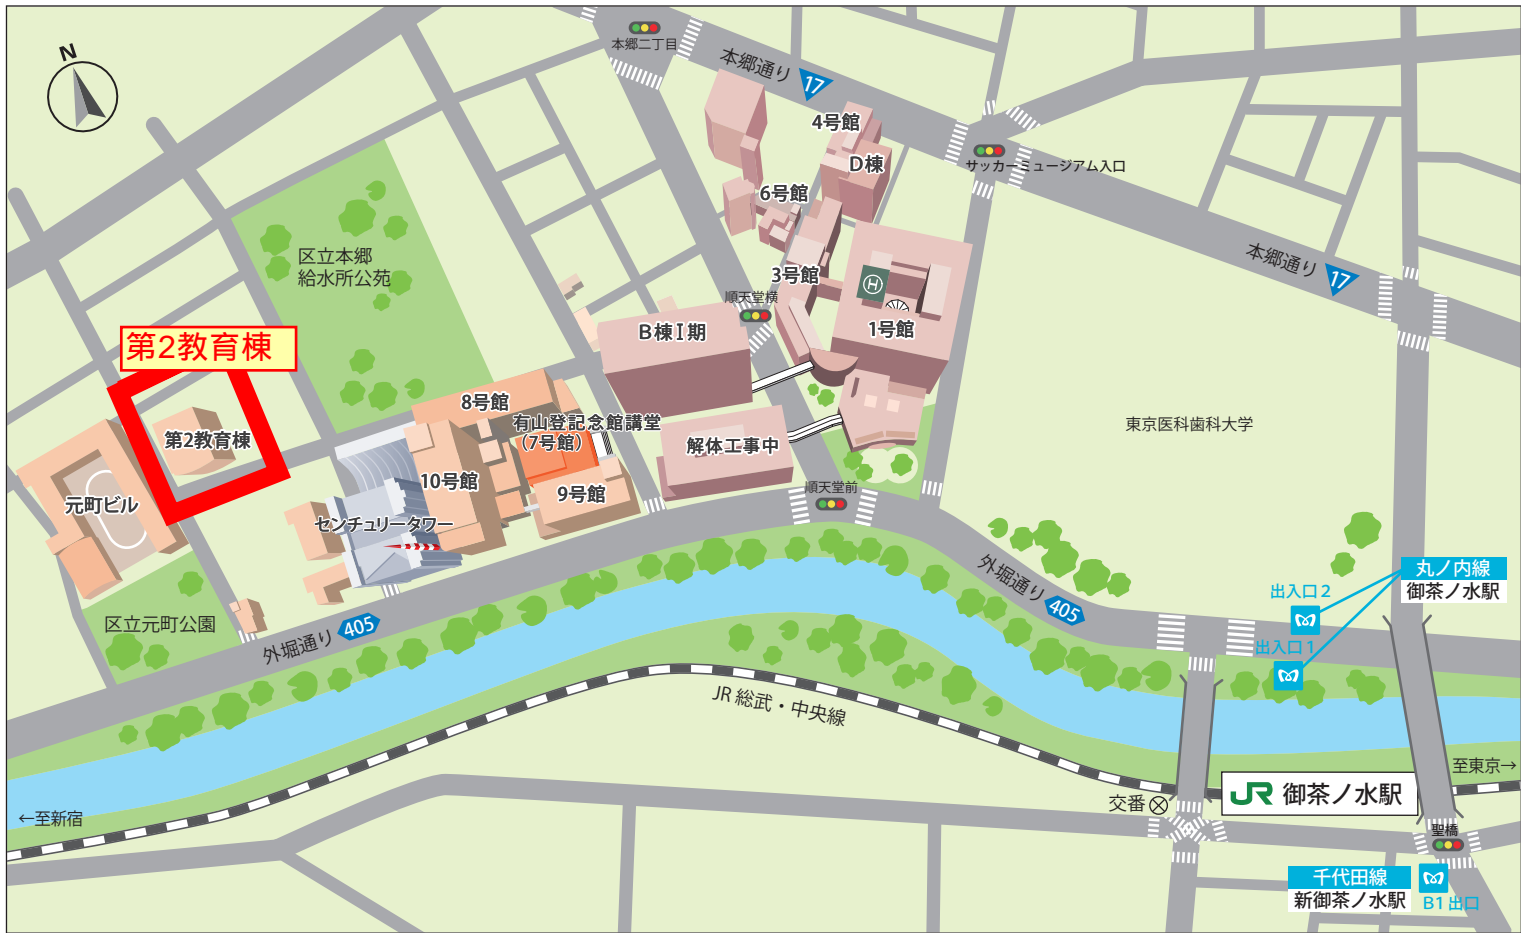 N
本郷二丁目
本郷通り
17
4号館
D棟
サッカーミュージアム入口
6号館
区立本郷
給水所公苑
3号館
本郷通り
17
順天堂横
H
1号館
B棟Ⅰ期
第2教育棟
8号館
有山登記念館講堂
(7号館)
東京医科歯科大学
第2教育棟
解体工事中
10号館
9号館
順天堂前
元町ビル
センチュリータワー
外堀通り
405
丸ノ内線
御茶ノ水駅
出入口2
出入口1
区立元町公園
外堀通り
405
JR 総武・中央線
至東京→
JR 御茶ノ水駅
交番
←至新宿
聖橋
千代田線
新御茶ノ水駅
B1出口